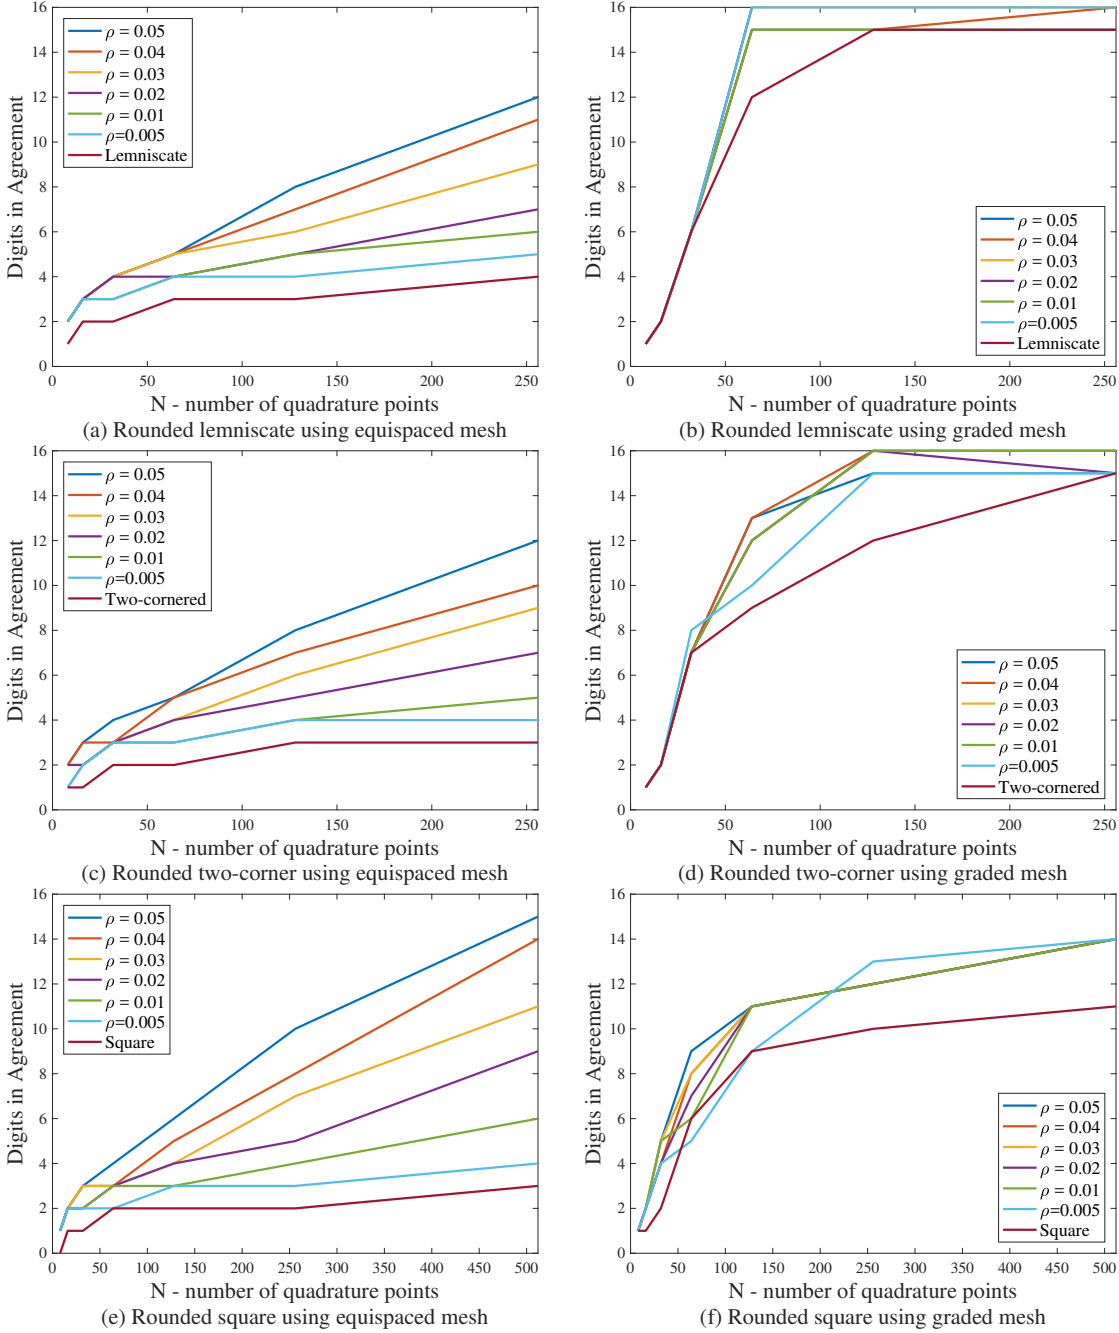 16
14
12
10
8
6
4
2
0
Digits in Agreement
ρ = 0.05
ρ = 0.04
ρ = 0.03
ρ = 0.02
ρ = 0.01
ρ=0.005
Lemniscate
0 50 100 150 200 250
N - number of quadrature points
(a) Rounded lemniscate using equispaced mesh
16
14
12
10
8
6
4
2
0
Digits in Agreement
ρ = 0.05
ρ = 0.04
ρ = 0.03
ρ = 0.02
ρ = 0.01
ρ=0.005
Lemniscate
0 50 100 150 200 250
N - number of quadrature points
(b) Rounded lemniscate using graded mesh
16
14
12
10
8
6
4
2
0
Digits in Agreement
ρ = 0.05
ρ = 0.04
ρ = 0.03
ρ = 0.02
ρ = 0.01
ρ=0.005
Two-cornered
0 50 100 150 200 250
N - number of quadrature points
(c) Rounded two-corner using equispaced mesh
16
14
12
10
8
6
4
2
0
Digits in Agreement
ρ = 0.05
ρ = 0.04
ρ = 0.03
ρ = 0.02
ρ = 0.01
ρ=0.005
Two-cornered
0 50 100 150 200 250
N - number of quadrature points
(d) Rounded two-corner using graded mesh
16
14
12
10
8
6
4
2
0
Digits in Agreement
ρ = 0.05
ρ = 0.04
ρ = 0.03
ρ = 0.02
ρ = 0.01
ρ=0.005
Square
0 50 100 150 200 250 300 350 400 450 500
N - number of quadrature points
(e) Rounded square using equispaced mesh
16
14
12
10
8
6
4
2
0
Digits in Agreement
ρ = 0.05
ρ = 0.04
ρ = 0.03
ρ = 0.02
ρ = 0.01
ρ=0.005
Square
0 50 100 150 200 250 300 350 400 450 500
N - number of quadrature points
(f) Rounded square using graded mesh